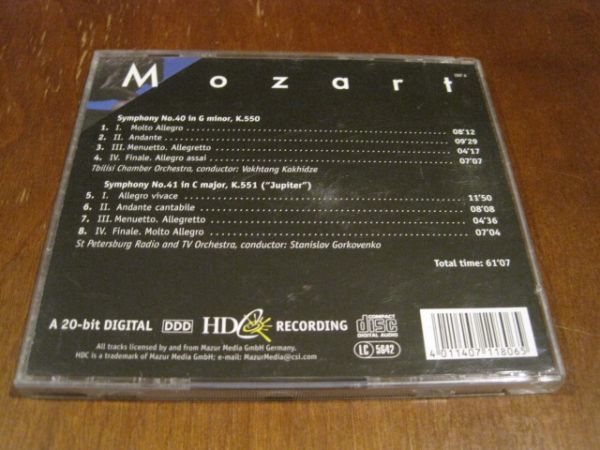 Mozart
Symphony No.40 in G minor, K.550
1. I. Molto Allegro 08'12
2. II. Andante 09'29
3. III. Menuetto. Allegretto 04'17
4. IV. Finale. Allegro assai 07'07
Tbilisi Chamber Orchestra, conductor: Vakhtang Kakhidze
Symphony No.41 in C major, K.551 ("Jupiter")
5. I. Allegro vivace 11'50
6. II. Andante cantabile 08'08
7. III. Menuetto. Allegretto 04'36
8. IV. Finale. Molto Allegro 07'04
St Petersburg Radio and TV Orchestra, conductor: Stanislav Gorkovenko
Total time: 61'07
A 20-bit DIGITAL DDD HDC RECORDING
COMPACT
disc
DIGITAL AUDIO
LC 5642
4 011407 118065
All tracks licensed by and from Mazur Media GmbH Germany.
HDC is a trademark of Mazur Media GmbH; e-mail: MazurMedia@csi.com